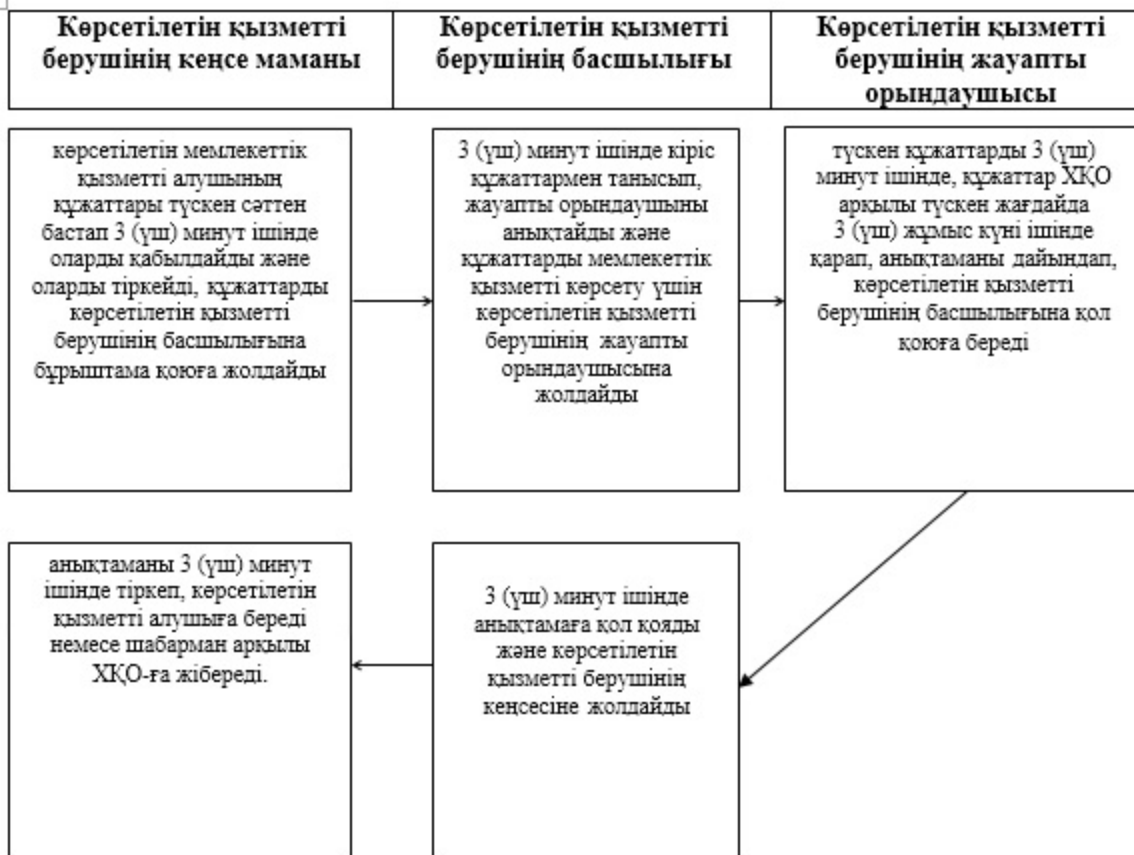 Көрсетілетін қызметті
берушінің кеңсе маманы
Көрсетілетін қызметті
берушінің басшылығы
Көрсетілетін қызметті
берушінің жауапты
орындаушысы
көрсетілетін мемлекеттік
қызметті алушының
құжаттары түскен сәттен
бастап 3 (үш) минут ішінде
оларды қабылдайды және
оларды тіркейді, құжаттарды
көрсетілетін қызметті
берушінің басшылығына
бұрыштама қоюға жолдайды
3 (үш) минут ішінде кіріс
құжаттармен танысып,
жауапты орындаушыны
анықтайды және
құжаттарды мемлекеттік
қызметті көрсету үшін
көрсетілетін қызметті
берушінің жауапты
орындаушысына
жолдайды
түскен құжаттарды 3 (үш)
минут ішінде, құжаттар ХҚО
арқылы түскен жағдайда
3 (үш) жұмыс күні ішінде
қарап, анықтаманы дайындап,
көрсетілетін қызметті
берушінің басшылығына қол
қоюға береді
анықтаманы 3 (үш) минут
ішінде тіркеп, көрсетілетін
қызметті алушыға береді
немесе шабарман арқылы
ХҚО-ға жібереді.
3 (үш) минут ішінде
анықтамаға қол қояды
және көрсетілетін
қызметті берушінің
кеңсесіне жолдайды